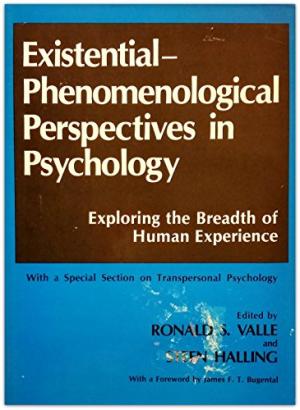 Existential–
Phenomenological
Perspectives in
Psychology
Exploring the Breadth of
Human Experience
With a Special Section on Transpersonal Psychology
Edited by
RONALD S. VALLE
and
STEEN HALLING
With a Foreword by James F. T. Bugental